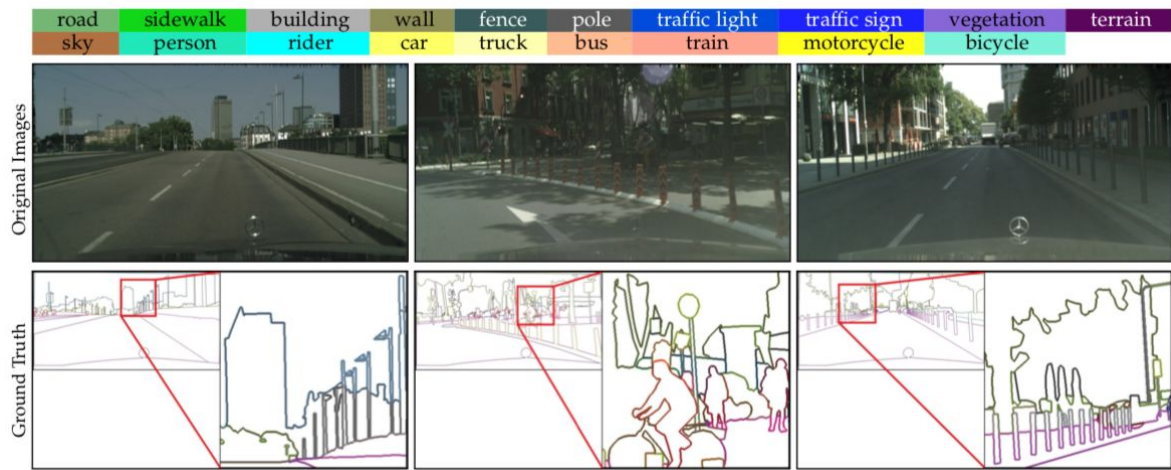 road sidewalk building wall fence pole traffic light traffic sign vegetation terrain
sky person rider car truck bus train motorcycle bicycle
Original Images
Ground Truth